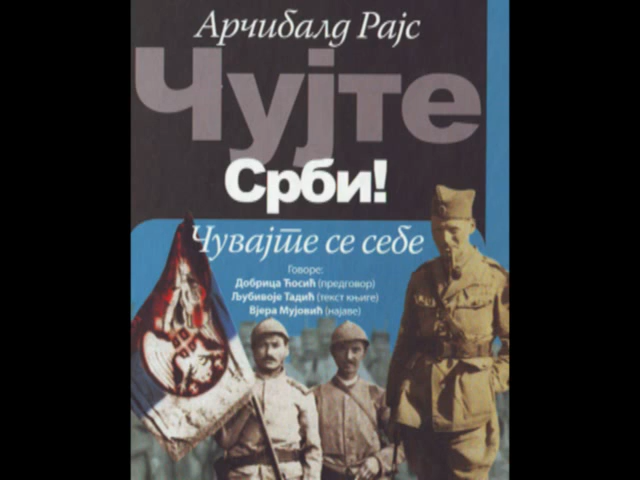 Арчибалд Рајс
Чујте
Срби!
Чувајте се себе
Говоре:
Добрица Ћосић (предговор)
Љубивоје Тадић (текст књиге)
Вјера Мујовић (најаве)